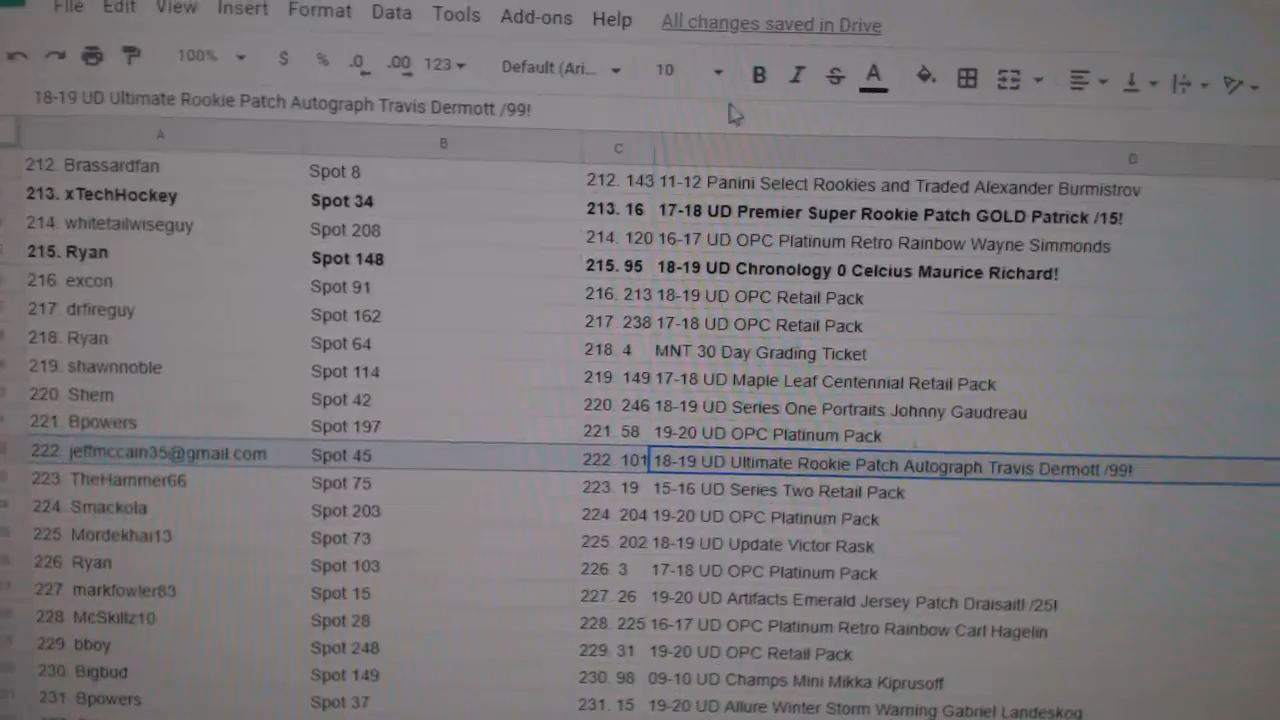 File Edit View Insert Format Data Tools Add-ons Help All changes saved in Drive
100% $ % .0 .00 123 Default (Ari... 10 B I S A
18-19 UD Ultimate Rookie Patch Autograph Travis Dermott /99!
A B C D
212. Brassardfan Spot 8 212. 143 11-12 Panini Select Rookies and Traded Alexander Burmistrov
213. xTechHockey Spot 34 213. 16 17-18 UD Premier Super Rookie Patch GOLD Patrick /15!
214. whitetailwiseguy Spot 208 214. 120 16-17 UD OPC Platinum Retro Rainbow Wayne Simmonds
215. Ryan Spot 148 215. 95 18-19 UD Chronology 0 Celcius Maurice Richard!
216. excon Spot 91 216. 213 18-19 UD OPC Retail Pack
217. drfireguy Spot 162 217. 238 17-18 UD OPC Retail Pack
218. Ryan Spot 64 218. 4 MNT 30 Day Grading Ticket
219. shawnnoble Spot 114 219. 149 17-18 UD Maple Leaf Centennial Retail Pack
220. Shem Spot 42 220. 246 18-19 UD Series One Portraits Johnny Gaudreau
221. Bpowers Spot 197 221. 58 19-20 UD OPC Platinum Pack
222. jeffmccain35@gmail.com Spot 45 222. 101 18-19 UD Ultimate Rookie Patch Autograph Travis Dermott /99!
223. TheHammer66 Spot 75 223. 19 15-16 UD Series Two Retail Pack
224. Smackola Spot 203 224. 204 19-20 UD OPC Platinum Pack
225. Mordekhai13 Spot 73 225. 202 18-19 UD Update Victor Rask
226. Ryan Spot 103 226. 3 17-18 UD OPC Platinum Pack
227. markfowler83 Spot 15 227. 26 19-20 UD Artifacts Emerald Jersey Patch Draisaitl /25!
228. McSkillz10 Spot 28 228. 225 16-17 UD OPC Platinum Retro Rainbow Carl Hagelin
229. bboy Spot 248 229. 31 19-20 UD OPC Retail Pack
230. Bigbud Spot 149 230. 98 09-10 UD Champs Mini Mikka Kiprusoff
231. Bpowers Spot 37 231. 15 19-20 UD Allure Winter Storm Warning Gabriel Landeskog